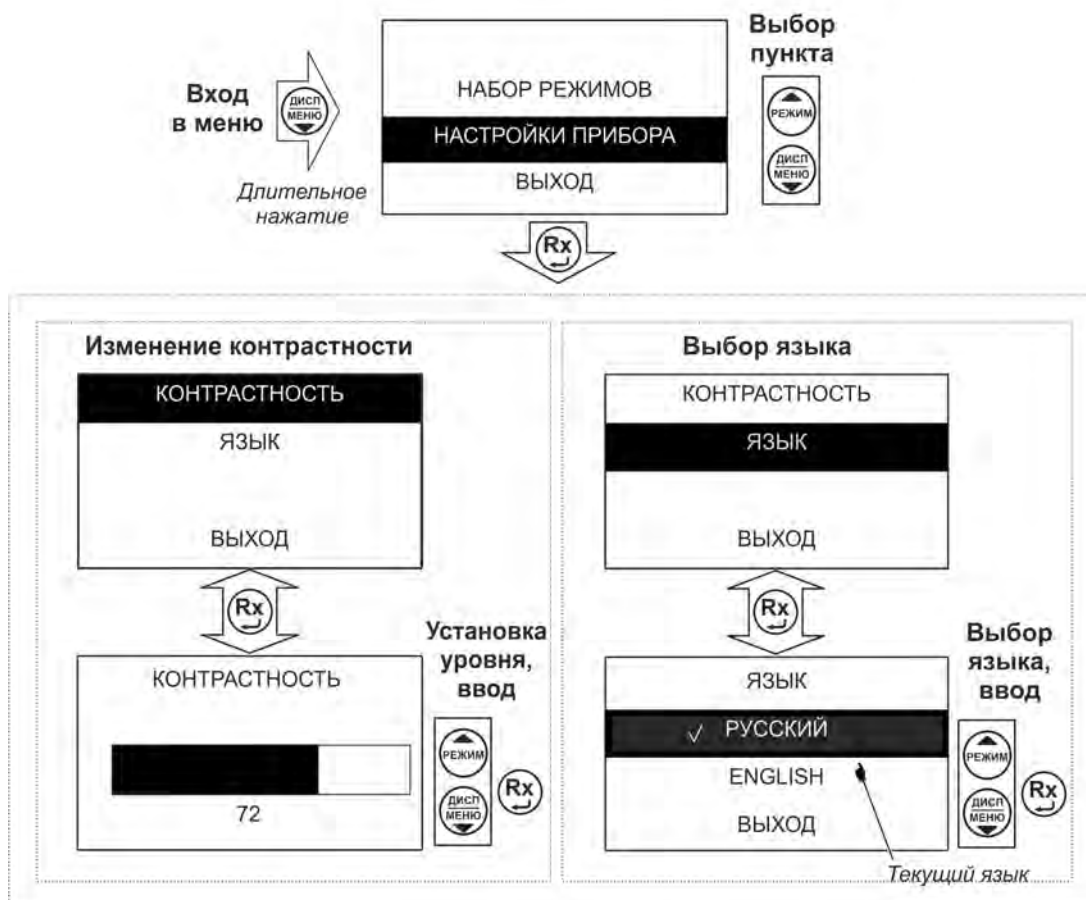 Вход
в меню
ДИСП
МЕНЮ
Длительное
нажатие
НАБОР РЕЖИМОВ
НАСТРОЙКИ ПРИБОРА
ВЫХОД
Выбор
пункта
РЕЖИМ
ДИСП
МЕНЮ
Rx
Изменение контрастности
КОНТРАСТНОСТЬ
ЯЗЫК
ВЫХОД
Rx
КОНТРАСТНОСТЬ
72
Установка
уровня,
ввод
РЕЖИМ
ДИСП
МЕНЮ
Rx
Выбор языка
КОНТРАСТНОСТЬ
ЯЗЫК
ВЫХОД
Rx
ЯЗЫК
√ РУССКИЙ
ENGLISH
ВЫХОД
Выбор
языка,
ввод
РЕЖИМ
ДИСП
МЕНЮ
Rx
Текущий язык